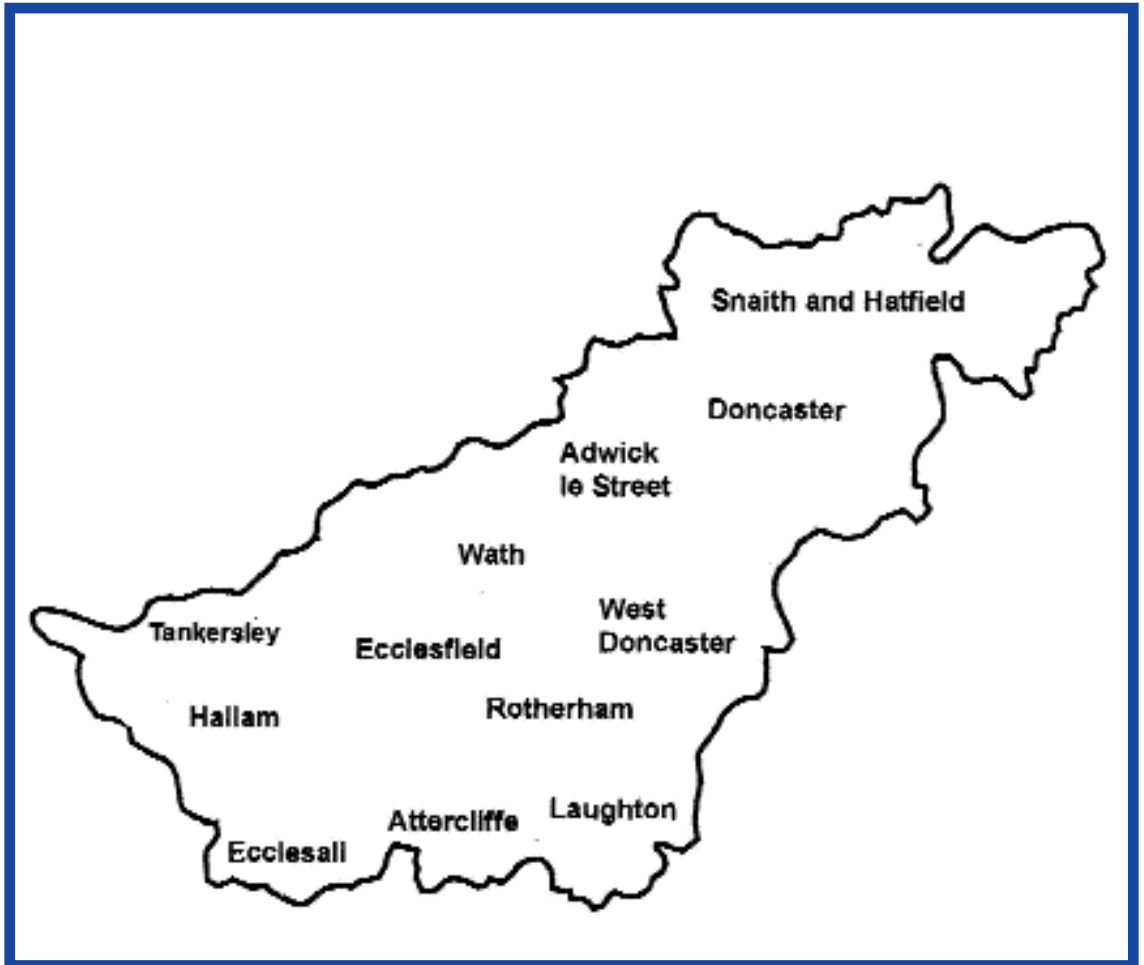 Snaith and Hatfield
Doncaster
Adwick
le Street
Wath
West
Doncaster
Tankersley
Ecclesfield
Hallam
Rotherham
Attercliffe
Laughton
Ecclesall